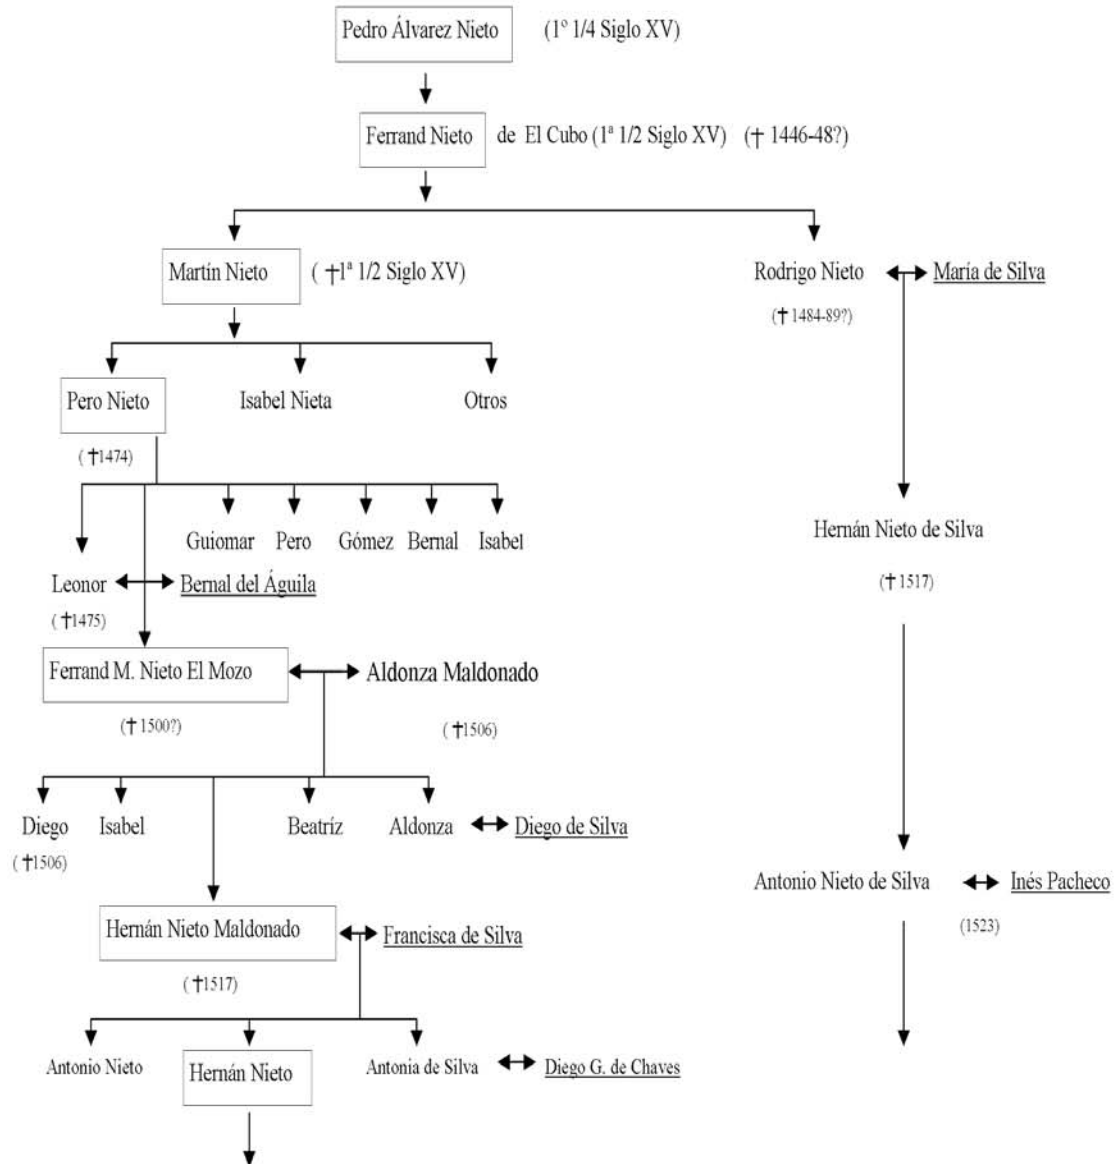 Pedro Álvarez Nieto (1º 1/4 Siglo XV)
Ferrand Nieto de El Cubo (1ª 1/2 Siglo XV) († 1446-48?)
Martín Nieto ( †1ª 1/2 Siglo XV)
Rodrigo Nieto María de Silva
(† 1484-89?)
Pero Nieto Isabel Nieta Otros
( †1474)
Guiomar Pero Gómez Bernal Isabel
Hernán Nieto de Silva
(† 1517)
Leonor Bernal del Águila
( †1475)
Ferrand M. Nieto El Mozo Aldonza Maldonado
(† 1500?) ( †1506)
Diego Isabel Beatríz Aldonza Diego de Silva
( †1506)
Antonio Nieto de Silva Inés Pacheco
(1523)
Hernán Nieto Maldonado Francisca de Silva
( †1517)
Antonio Nieto Hernán Nieto Antonia de Silva Diego G. de Chaves